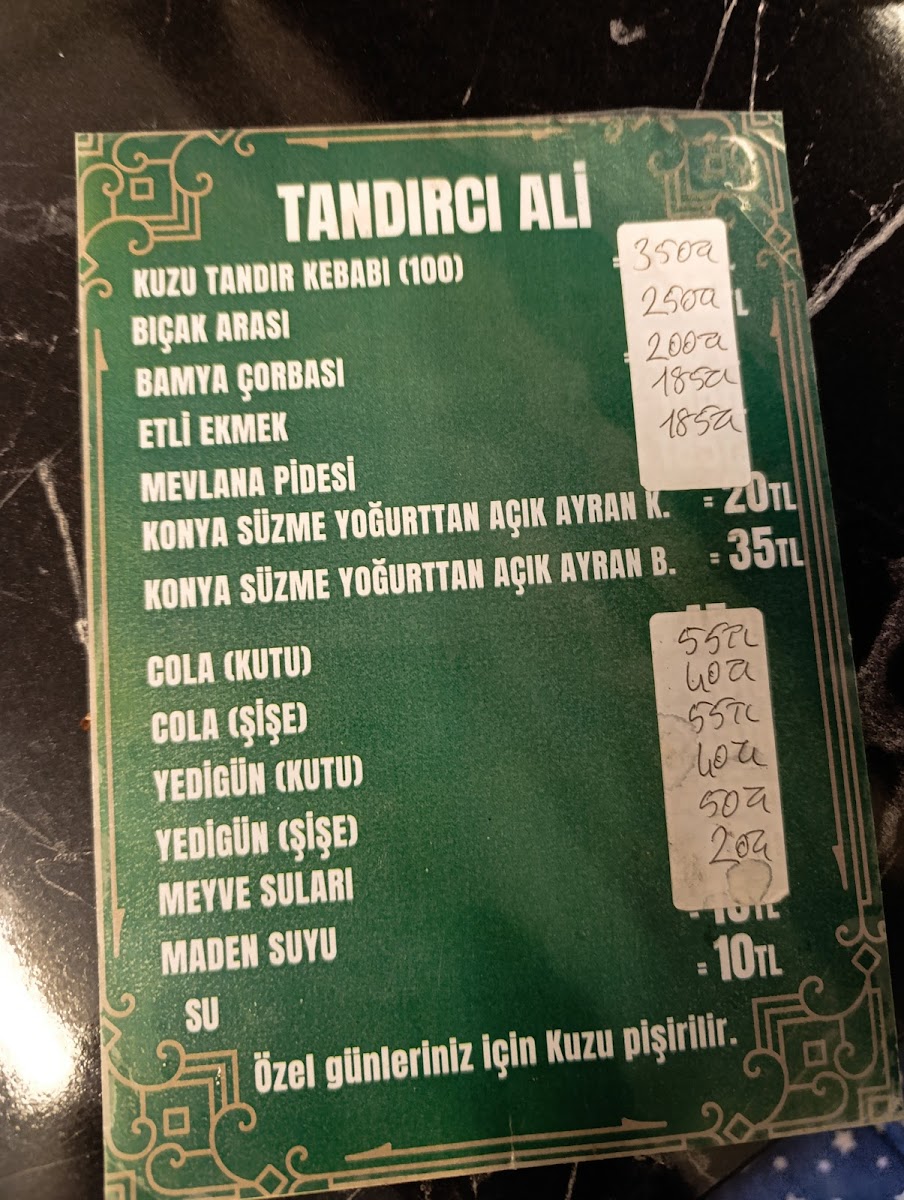 TANDIRCI ALİ
KUZU TANDIR KEBABI (100) = 350TL
BIÇAK ARASI 250TL
BAMYA ÇORBASI = 200TL
ETLİ EKMEK 185TL
MEVLANA PİDESİ 185TL
KONYA SÜZME YOĞURTTAN AÇIK AYRAN K. = 20TL
KONYA SÜZME YOĞURTTAN AÇIK AYRAN B. = 35TL
COLA (KUTU) 55TL
COLA (ŞİŞE) 40TL
YEDİGÜN (KUTU) 55TL
YEDİGÜN (ŞİŞE) 40TL
MEYVE SULARI 50TL
MADEN SUYU 20TL
SU = 10TL
Özel günleriniz için Kuzu pişirilir.